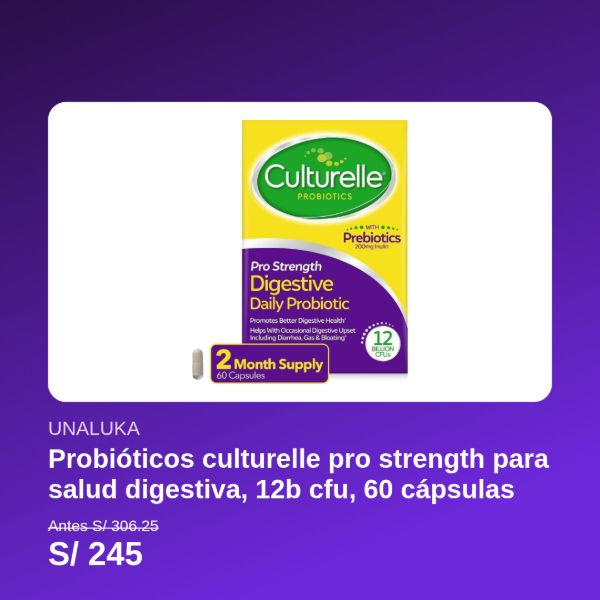 Culturelle®
PROBIOTICS
WITH
Prebiotics
200mg Inulin
Pro Strength
Digestive
Daily Probiotic
Promotes Better Digestive Health*
Helps With Occasional Digestive Upset
Including Diarrhea, Gas & Bloating*
12
BILLION
CFUs
2 Month Supply
60 Capsules
UNALUKA
Probióticos culturelle pro strength para
salud digestiva, 12b cfu, 60 cápsulas
Antes S/ 306.25
S/ 245